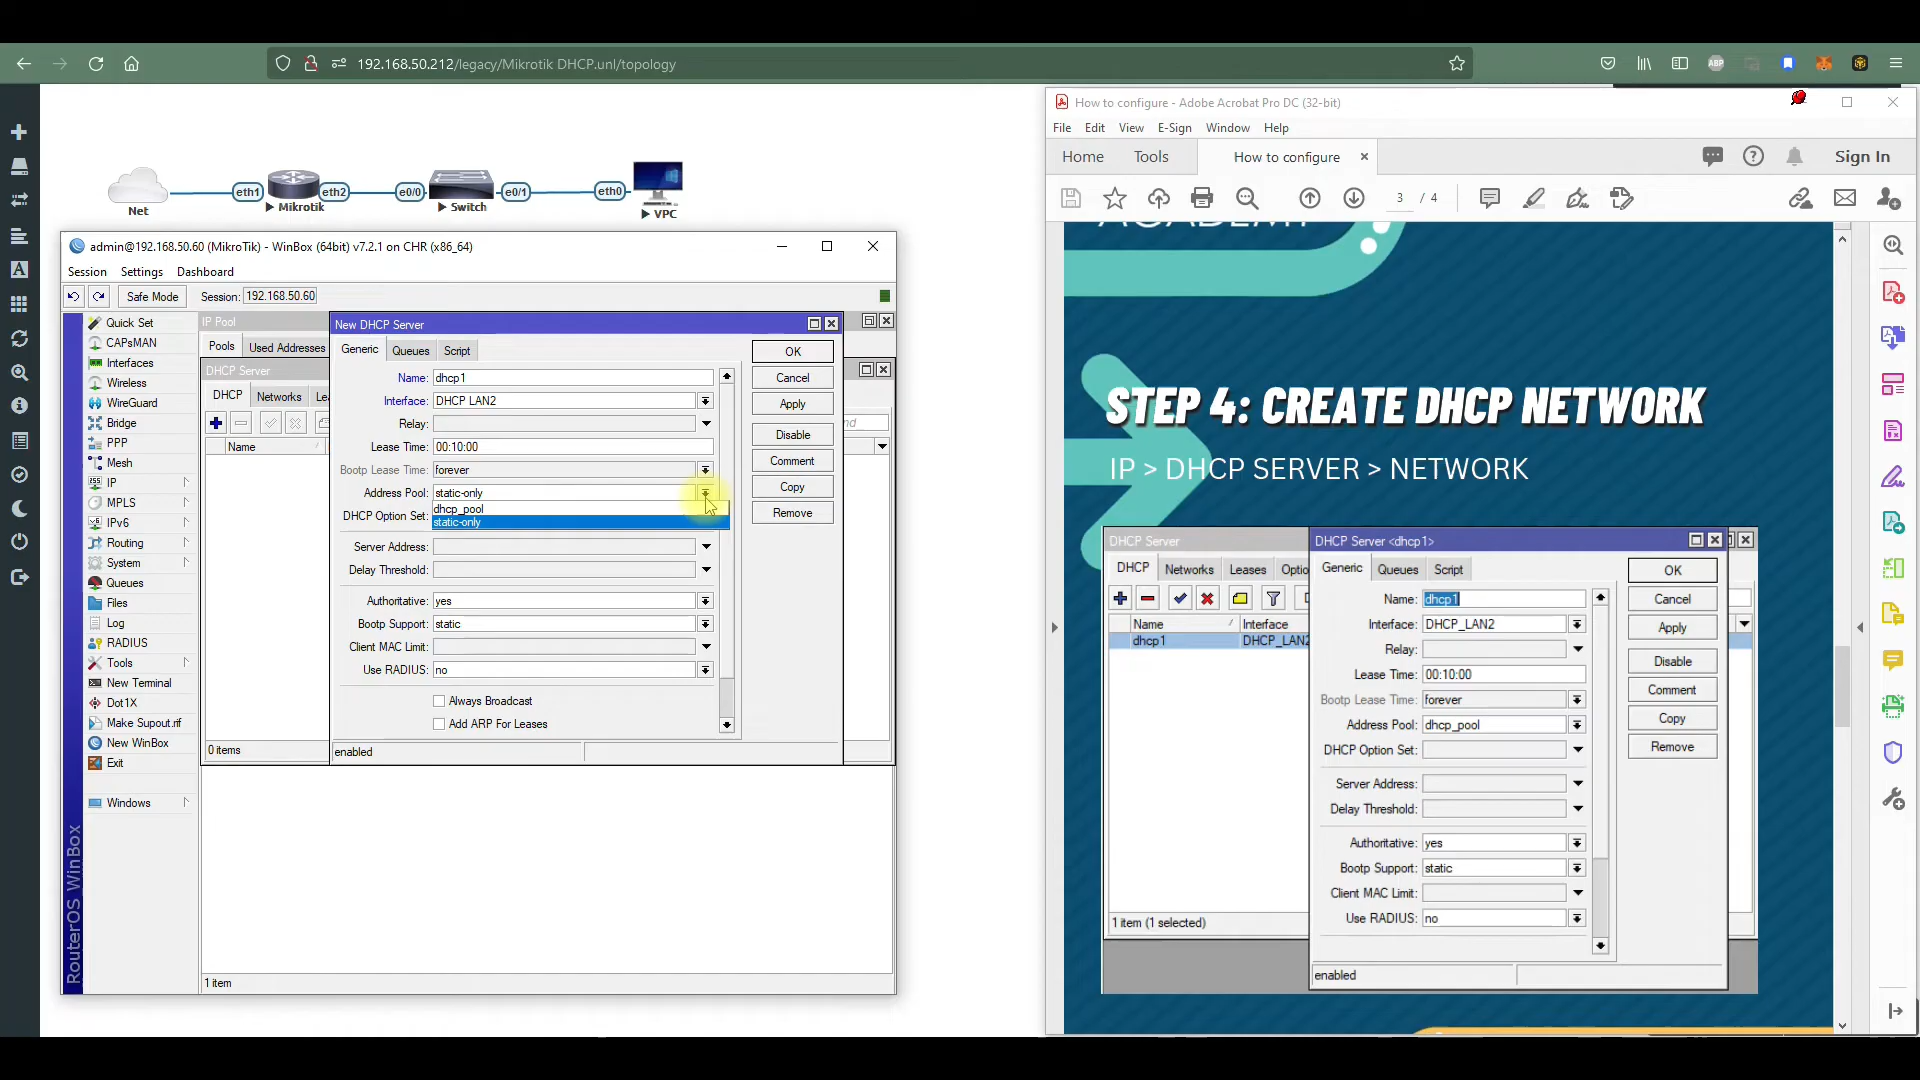 192.168.50.212/legacy/Mikrotik DHCP.unl/topology
ABP
Net
eth1
Mikrotik
eth2
e0/0
Switch
e0/1
eth0
VPC
admin@192.168.50.60 (MikroTik) - WinBox (64bit) v7.2.1 on CHR (x86_64)
Session Settings Dashboard
Safe Mode Session: 192.168.50.60
RouterOS WinBox
Quick Set
CAPsMAN
Interfaces
Wireless
WireGuard
Bridge
PPP
Mesh
IP
MPLS
IPv6
Routing
System
Queues
Files
Log
RADIUS
Tools
New Terminal
Dot1X
Make Supout.rif
New WinBox
Exit
Windows
IP Pool
Pools Used Addresses
DHCP Server
DHCP Networks Le
Name
0 items
1 item
New DHCP Server
Generic Queues Script
Name: dhcp1
Interface: DHCP LAN2
Relay:
Lease Time: 00:10:00
Bootp Lease Time: forever
Address Pool: static-only
dhcp_pool
static-only
DHCP Option Set:
Server Address:
Delay Threshold:
Authoritative: yes
Bootp Support: static
Client MAC Limit:
Use RADIUS: no
Always Broadcast
Add ARP For Leases
enabled
OK
Cancel
Apply
Disable
Comment
Copy
Remove
How to configure - Adobe Acrobat Pro DC (32-bit)
File Edit View E-Sign Window Help
Home Tools How to configure Sign In
3 / 4
ACADEMY
STEP 4: CREATE DHCP NETWORK
IP > DHCP SERVER > NETWORK
DHCP Server
DHCP Networks Leases Optio
Name Interface
dhcp1 DHCP_LAN2
1 item (1 selected)
DHCP Server <dhcp1>
Generic Queues Script
Name: dhcp1
Interface: DHCP_LAN2
Relay:
Lease Time: 00:10:00
Bootp Lease Time: forever
Address Pool: dhcp_pool
DHCP Option Set:
Server Address:
Delay Threshold:
Authoritative: yes
Bootp Support: static
Client MAC Limit:
Use RADIUS: no
enabled
OK
Cancel
Apply
Disable
Comment
Copy
Remove